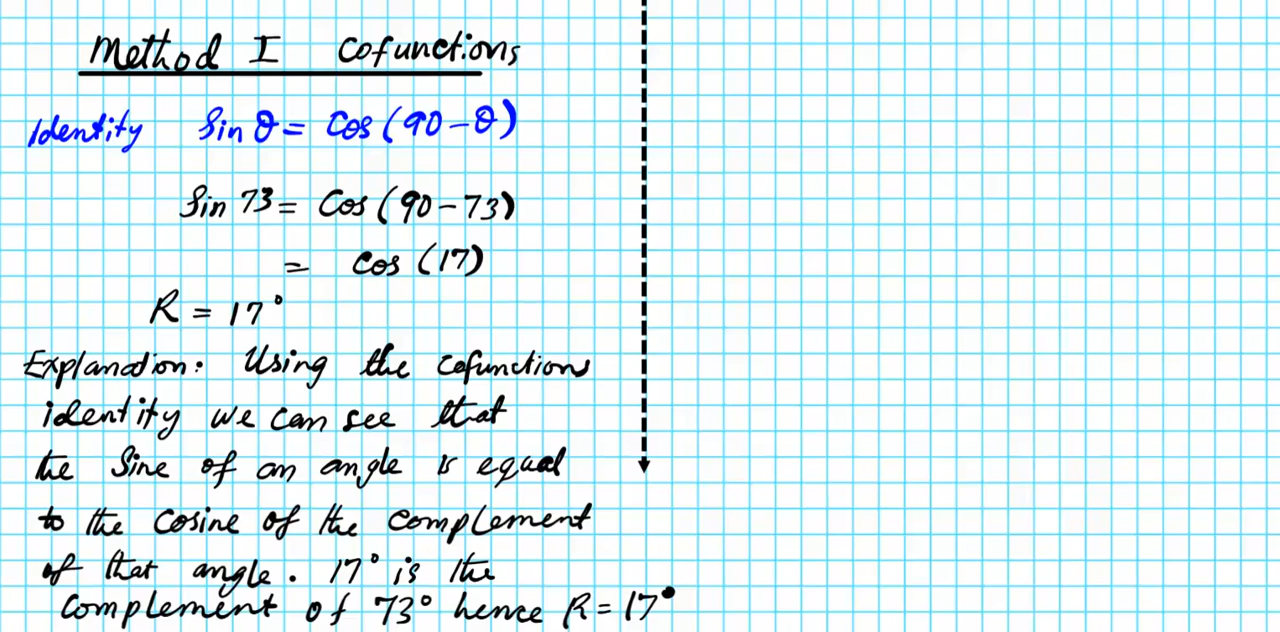 Method I Cofunctions
Identity Sin θ = Cos (90 - θ)
Sin 73 = Cos (90 - 73)
= cos (17)
R = 17°
Explanation: Using the cofunctions
identity we can see that
the Sine of an angle is equal
to the cosine of the complement
of that angle. 17° is the
complement of 73° hence R = 17°